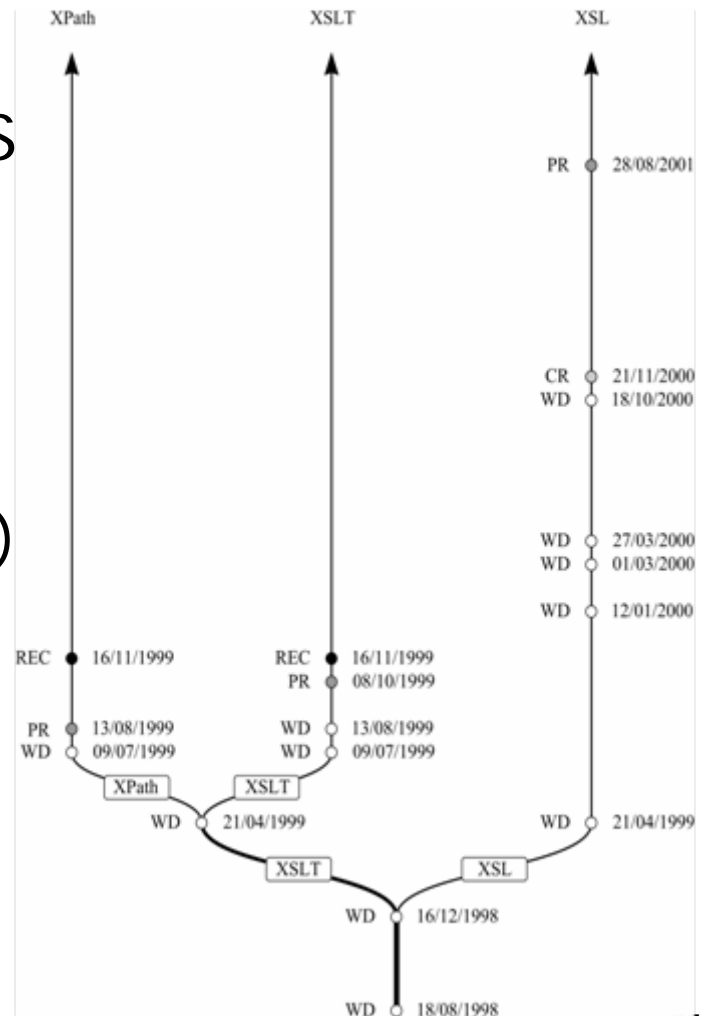 XPath XSLT XSL
S
PR 28/08/2001
CR 21/11/2000
WD 18/10/2000
)
WD 27/03/2000
WD 01/03/2000
WD 12/01/2000
REC 16/11/1999 REC 16/11/1999
PR 08/10/1999
PR 13/08/1999 WD 13/08/1999
WD 09/07/1999 WD 09/07/1999
XPath XSLT
WD 21/04/1999 WD 21/04/1999
XSLT XSL
WD 16/12/1998
WD 18/08/1998